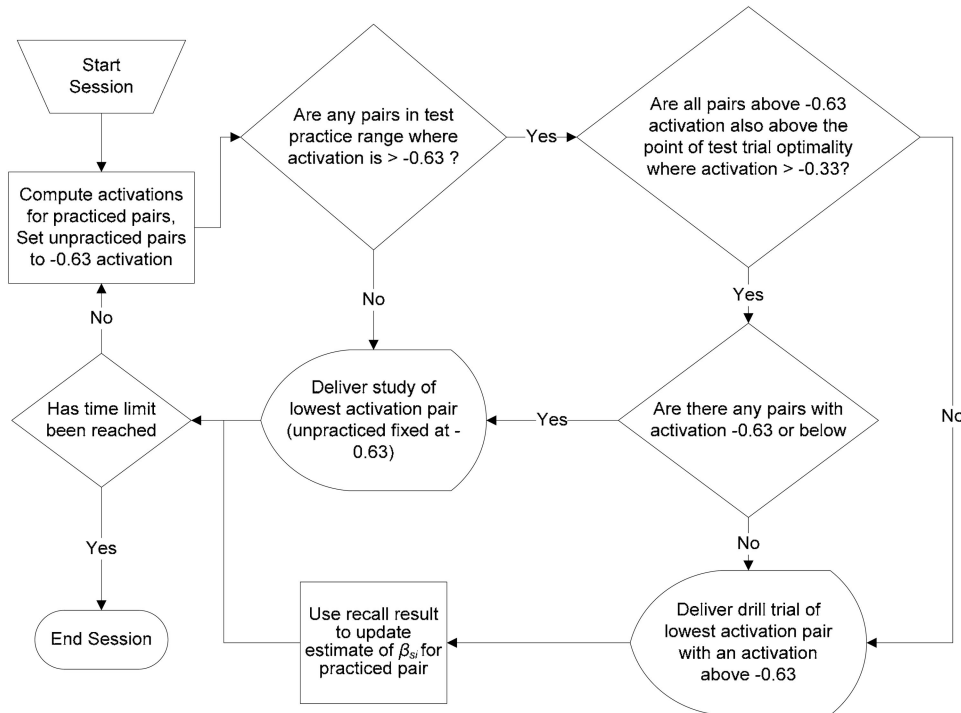 Start
Session
Compute activations
for practiced pairs,
Set unpracticed pairs
to -0.63 activation
Are any pairs in test
practice range where
activation is > -0.63 ?
Yes
Are all pairs above -0.63
activation also above the
point of test trial optimality
where activation > -0.33?
No
Yes
No
No
Has time limit
been reached
Deliver study of
lowest activation pair
(unpracticed fixed at -
0.63)
Yes
Are there any pairs with
activation -0.63 or below
No
Yes
No
End Session
Use recall result
to update
estimate of βsi for
practiced pair
Deliver drill trial of
lowest activation pair
with an activation
above -0.63